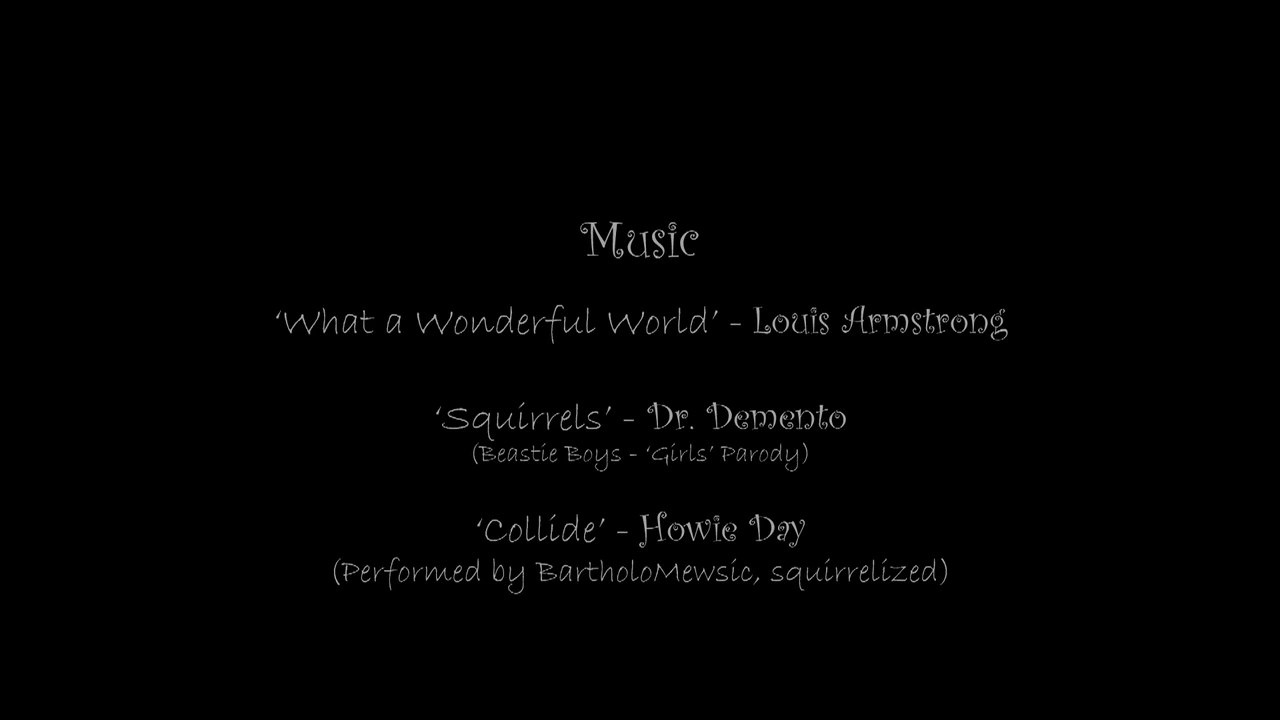 Music
‘What a Wonderful World’ - Louis Armstrong
‘Squirrels’ - Dr. Demento
(Beastie Boys - ‘Girls’ Parody)
‘Collide’ - Howie Day
(Performed by BartholoMewsic, squirrelized)